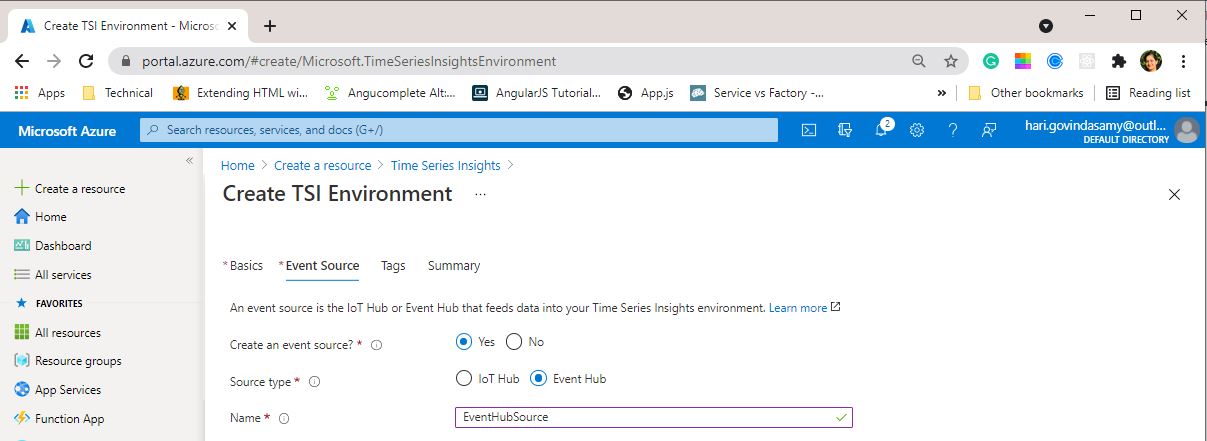 Create TSI Environment - Microso
portal.azure.com/#create/Microsoft.TimeSeriesInsightsEnvironment
Apps Technical Extending HTML wi... Angucomplete Alt:... AngularJS Tutorial... App.js Service vs Factory -... » Other bookmarks Reading list
Microsoft Azure Search resources, services, and docs (G+/) 2 hari.govindasamy@outl...
DEFAULT DIRECTORY
Home > Create a resource > Time Series Insights >
Create TSI Environment ...
Create a resource
Home
Dashboard
All services
FAVORITES
All resources
Resource groups
App Services
Function App
* Basics * Event Source Tags Summary
An event source is the IoT Hub or Event Hub that feeds data into your Time Series Insights environment. Learn more
Create an event source? * Yes No
Source type * IoT Hub Event Hub
Name * EventHubSource